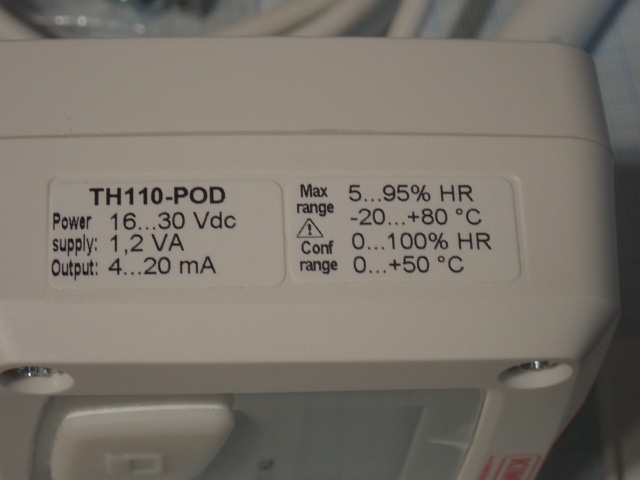 TH110-POD
Power supply: 16...30 Vdc
1,2 VA
Output: 4...20 mA
Max range 5...95% HR
-20...+80 °C
Conf range 0...100% HR
0...+50 °C